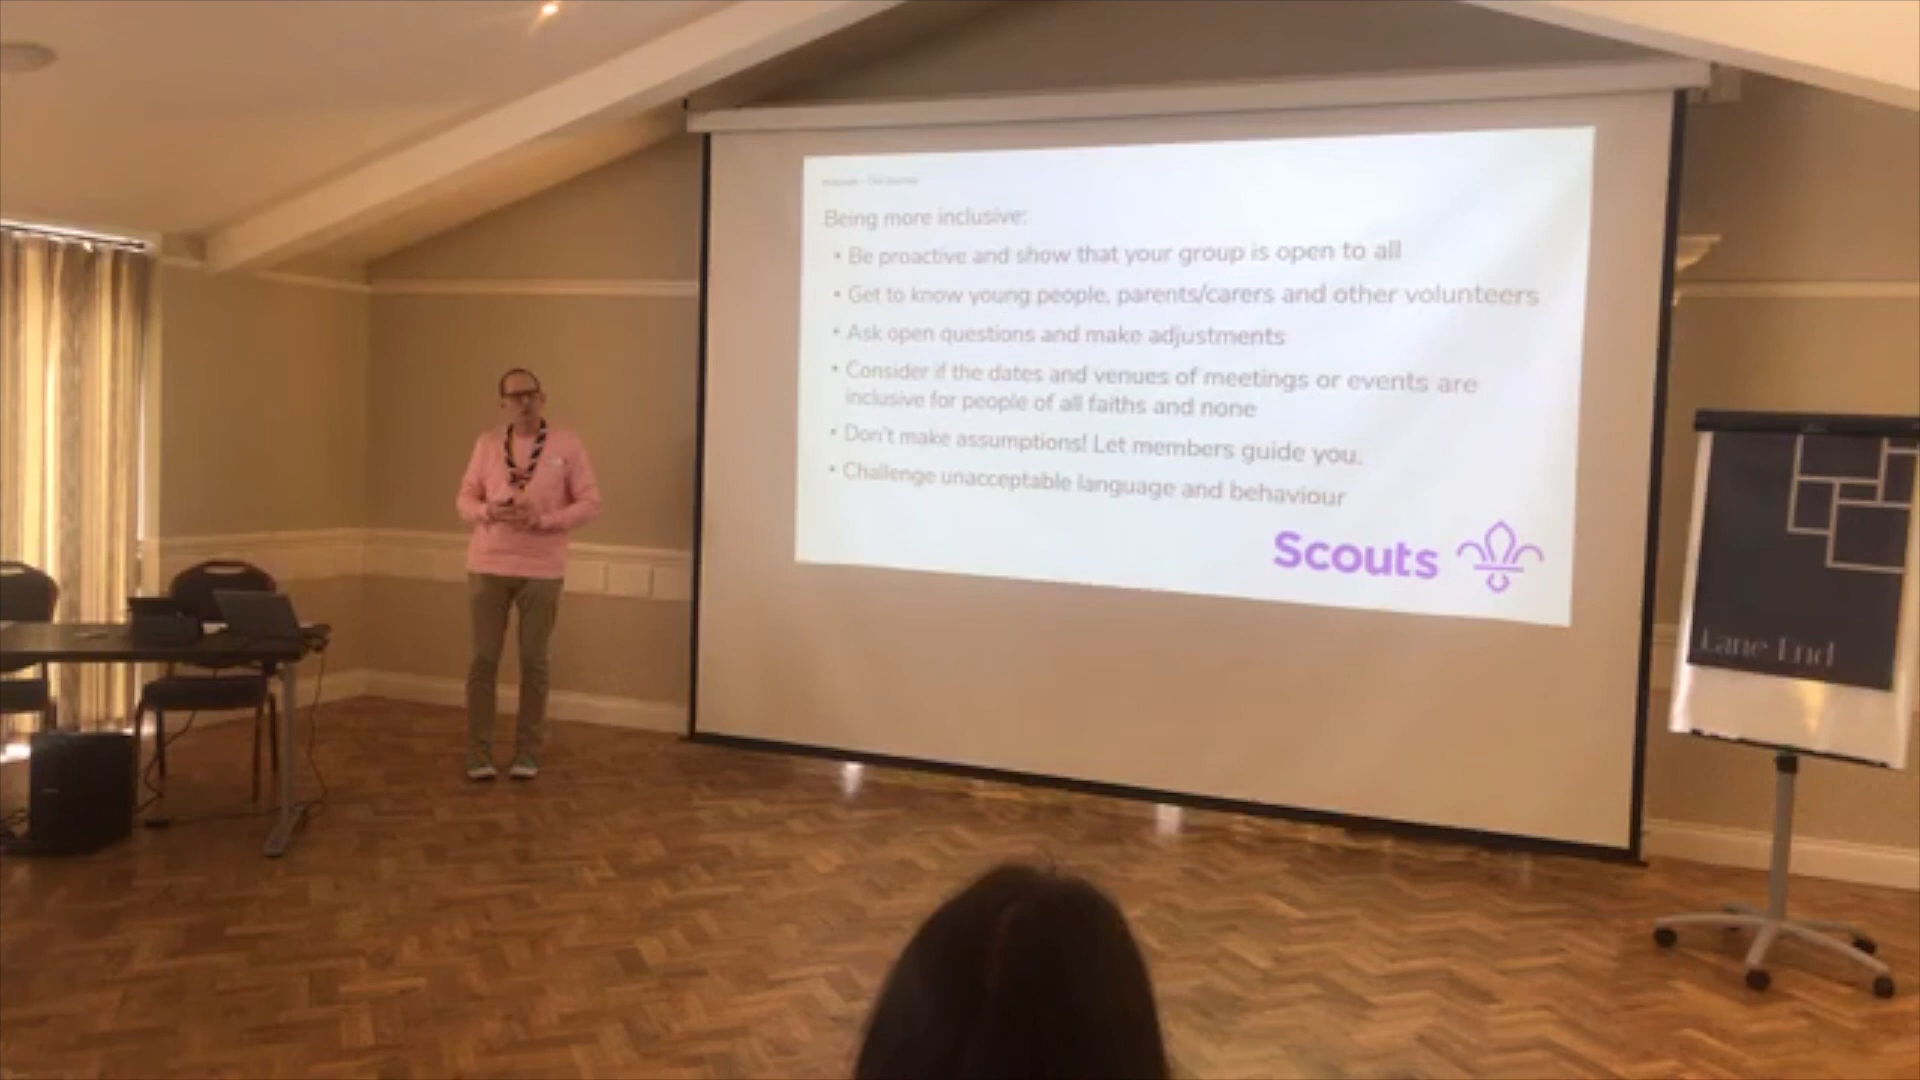 Being more inclusive:
• Be proactive and show that your group is open to all
• Get to know young people, parents/carers and other volunteers
• Ask open questions and make adjustments
• Consider if the dates and venues of meetings or events are
inclusive for people of all faiths and none
• Don't make assumptions! Let members guide you.
• Challenge unacceptable language and behaviour
Scouts
Lane End